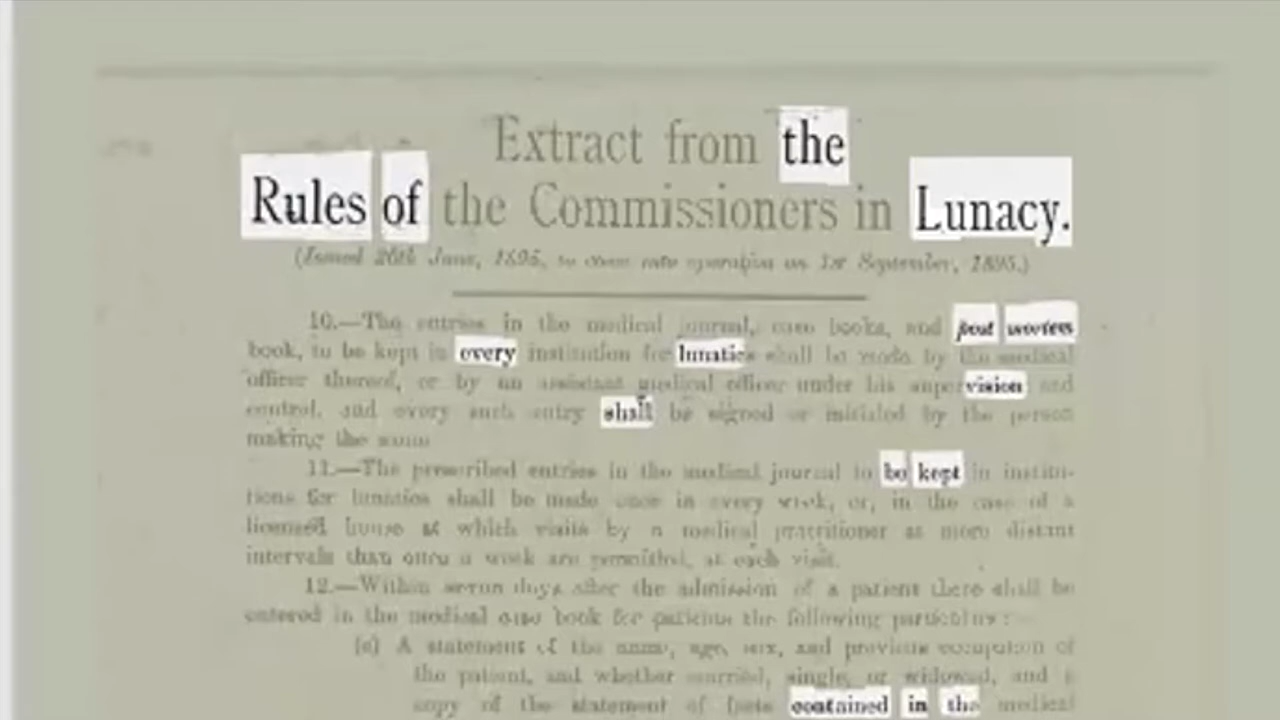 Extract from the
Rules of the Commissioners in Lunacy.
(Issued 26th June, 1895, to come into operation on 1st September, 1895.)
10.—The entries in the medical journal, case books, and post mortem
book, to be kept in every institution for lunatics shall be made by the medical
officer thereof, or by an assistant medical officer under his supervision and
control, and every such entry shall be signed or initialed by the person
making the same
11.—The prescribed entries in the medical journal to be kept in institu-
tions for lunatics shall be made once in every week, or, in the case of a
licensed house at which visits by a medical practitioner at more distant
intervals than once a week are permitted, at each visit.
12.—Within seven days after the admission of a patient there shall be
entered in the medical case book for patients the following particulars:—
A statement of the name, age, sex, and previous occupation of
the patient, and whether married, single, or widowed, and a
copy of the statement of facts contained in the medical